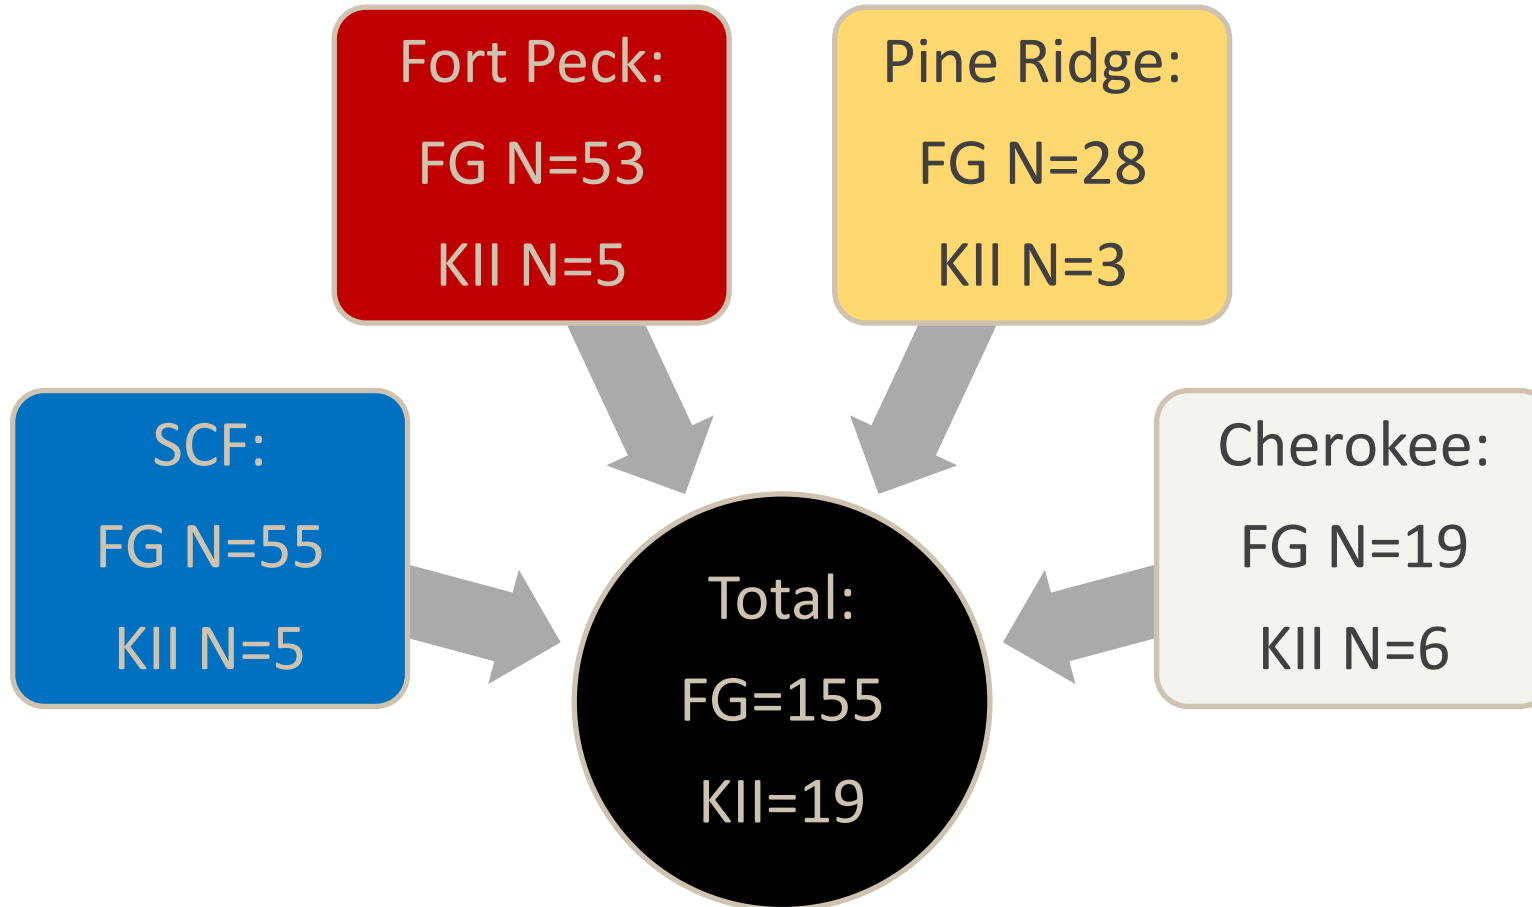 Fort Peck:
FG N=53
KII N=5
Pine Ridge:
FG N=28
KII N=3
SCF:
FG N=55
KII N=5
Cherokee:
FG N=19
KII N=6
Total:
FG=155
KII=19